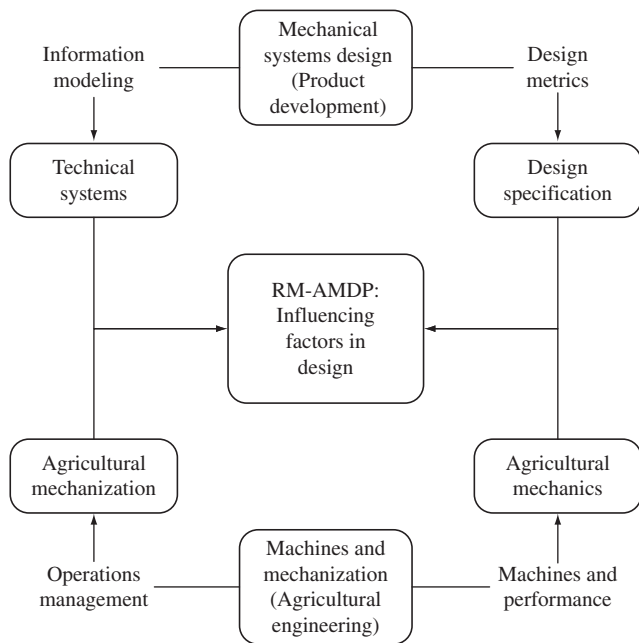 Information
modeling
Mechanical
systems design
(Product
development)
Design
metrics
Technical
systems
Design
specification
RM-AMDP:
Influencing
factors in
design
Agricultural
mechanization
Agricultural
mechanics
Operations
management
Machines and
mechanization
(Agricultural
engineering)
Machines and
performance